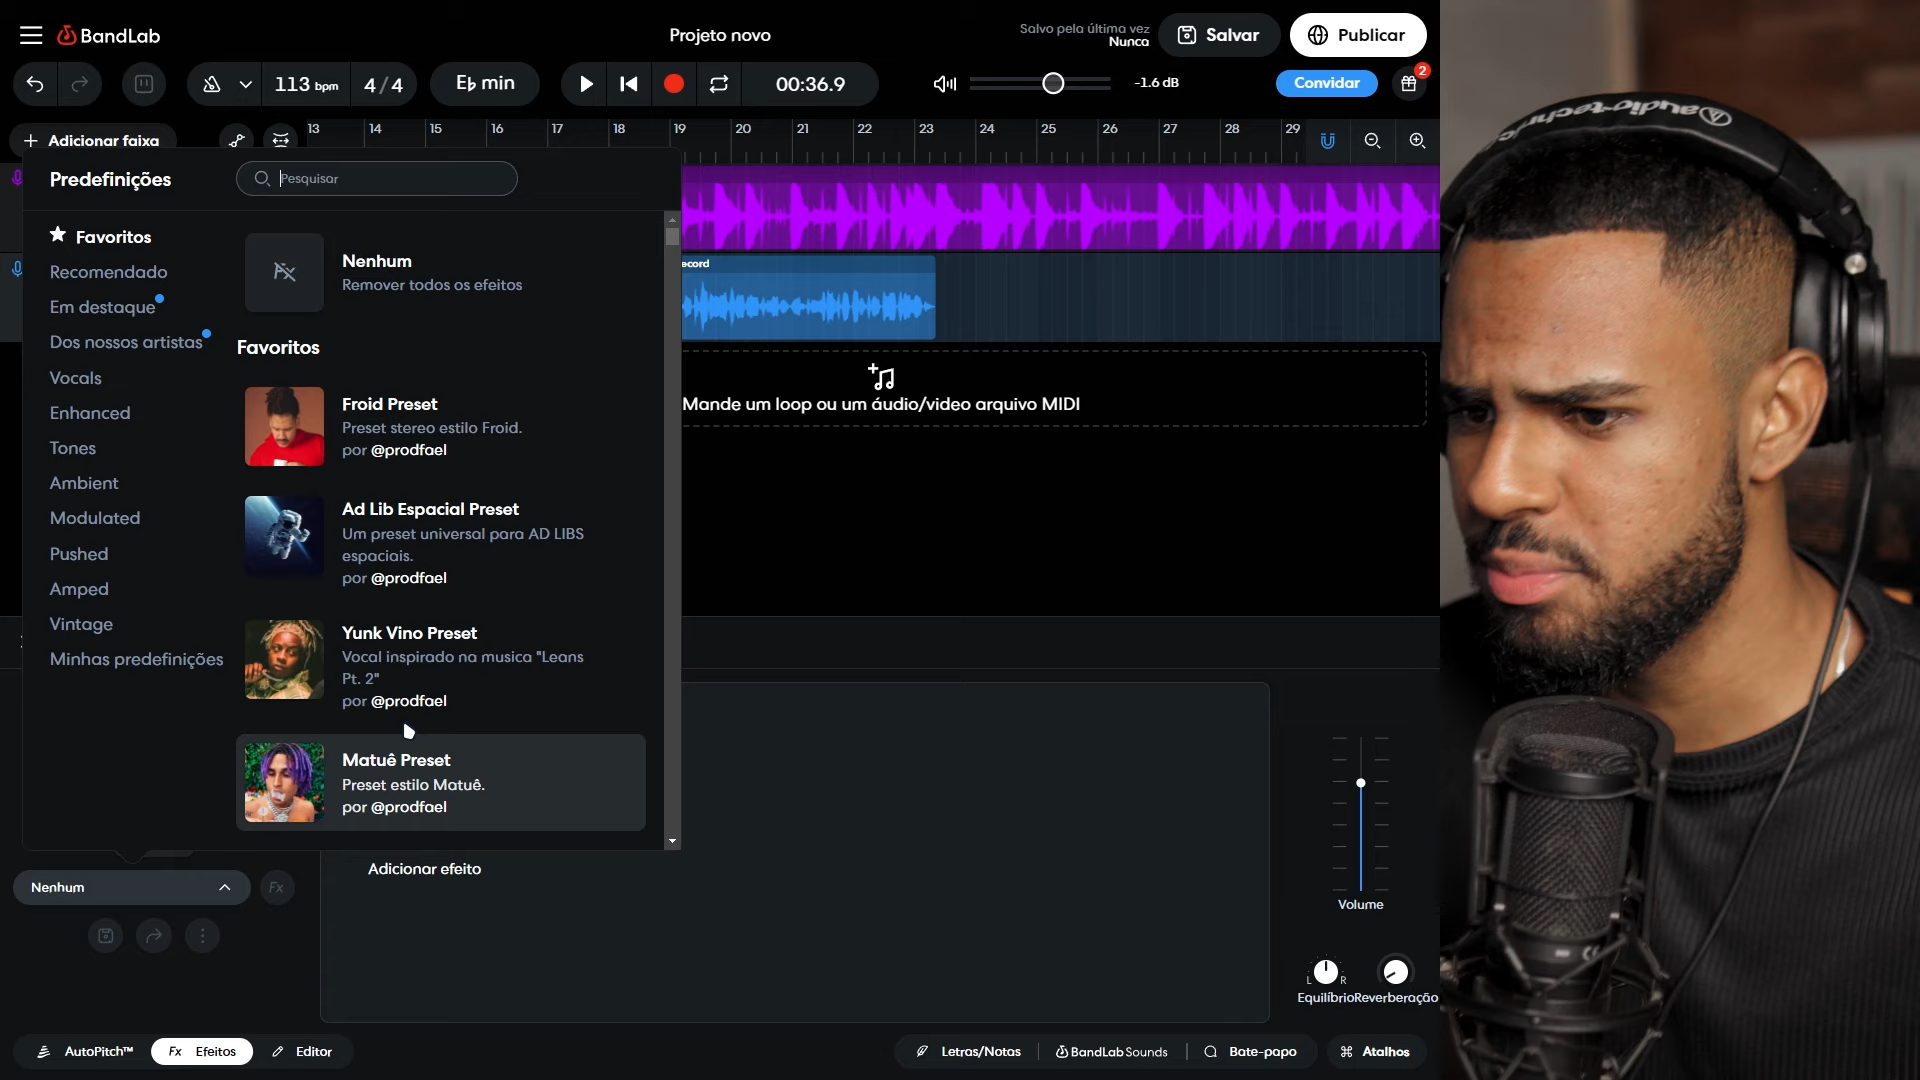 BandLab
Projeto novo
Salvo pela última vez
Nunca
Salvar
Publicar
113 bpm
4 / 4
E♭ min
00:36.9
-1.6 dB
Convidar
2
Adicionar faixa
13 14 15 16 17 18 19 20 21 22 23 24 25 26 27 28 29
Predefinições
Pesquisar
Favoritos
Recomendado
Em destaque
Dos nossos artistas
Vocals
Enhanced
Tones
Ambient
Modulated
Pushed
Amped
Vintage
Minhas predefinições
Fx
Nenhum
Remover todos os efeitos
Favoritos
Froid Preset
Preset stereo estilo Froid.
por @prodfael
Ad Lib Espacial Preset
Um preset universal para AD LIBS
espaciais.
por @prodfael
Yunk Vino Preset
Vocal inspirado na musica "Leans
Pt. 2"
por @prodfael
Matuê Preset
Preset estilo Matuê.
por @prodfael
ecord
Mande um loop ou um áudio/video arquivo MIDI
Adicionar efeito
Nenhum
Fx
Volume
L R
Equilíbrio
Reverberação
AutoPitch™
Fx Efeitos
Editor
Letras/Notas
BandLab Sounds
Bate-papo
Atalhos
audio-technica